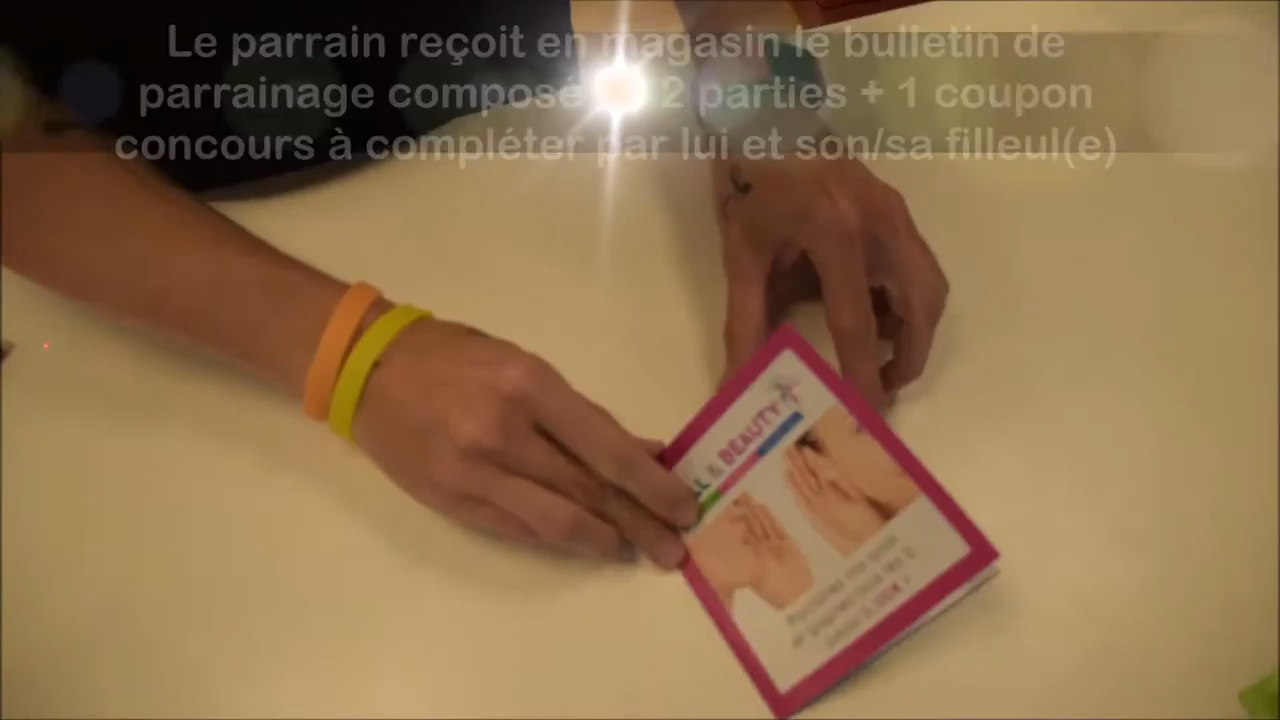 Le parrain reçoit en magasin le bulletin de
parrainage composé 2 parties + 1 coupon
concours à compléter par lui et son/sa filleul(e)
& BEAUTY